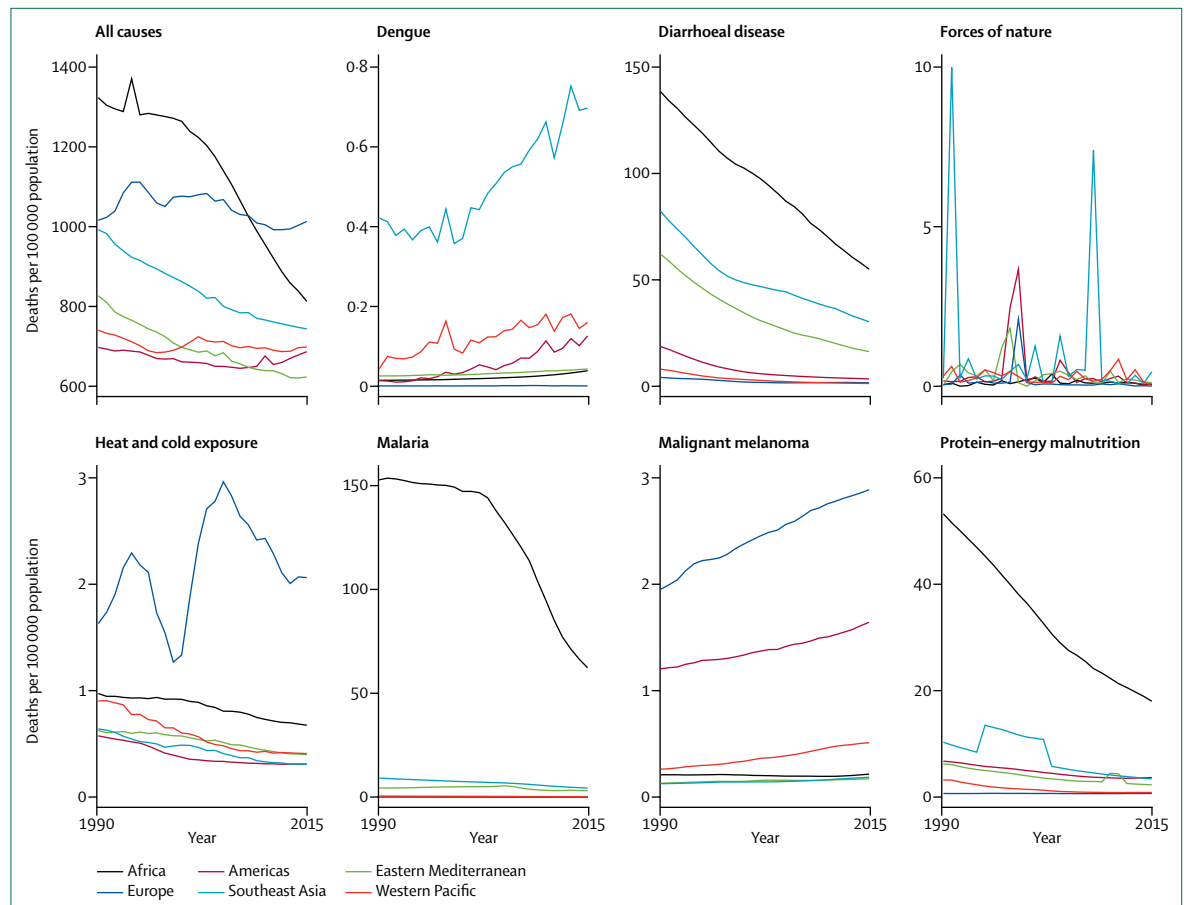 All causes
Dengue
Diarrhoeal disease
Forces of nature
Deaths per 100 000 population
1400
1200
1000
800
600
0·8
0·6
0·4
0·2
0
150
100
50
0
10
5
0
Heat and cold exposure
Malaria
Malignant melanoma
Protein–energy malnutrition
Deaths per 100 000 population
3
2
1
0
1990
2015
Year
150
100
50
0
1990
2015
Year
3
2
1
0
1990
2015
Year
60
40
20
0
1990
2015
Year
Africa
Americas
Eastern Mediterranean
Europe
Southeast Asia
Western Pacific